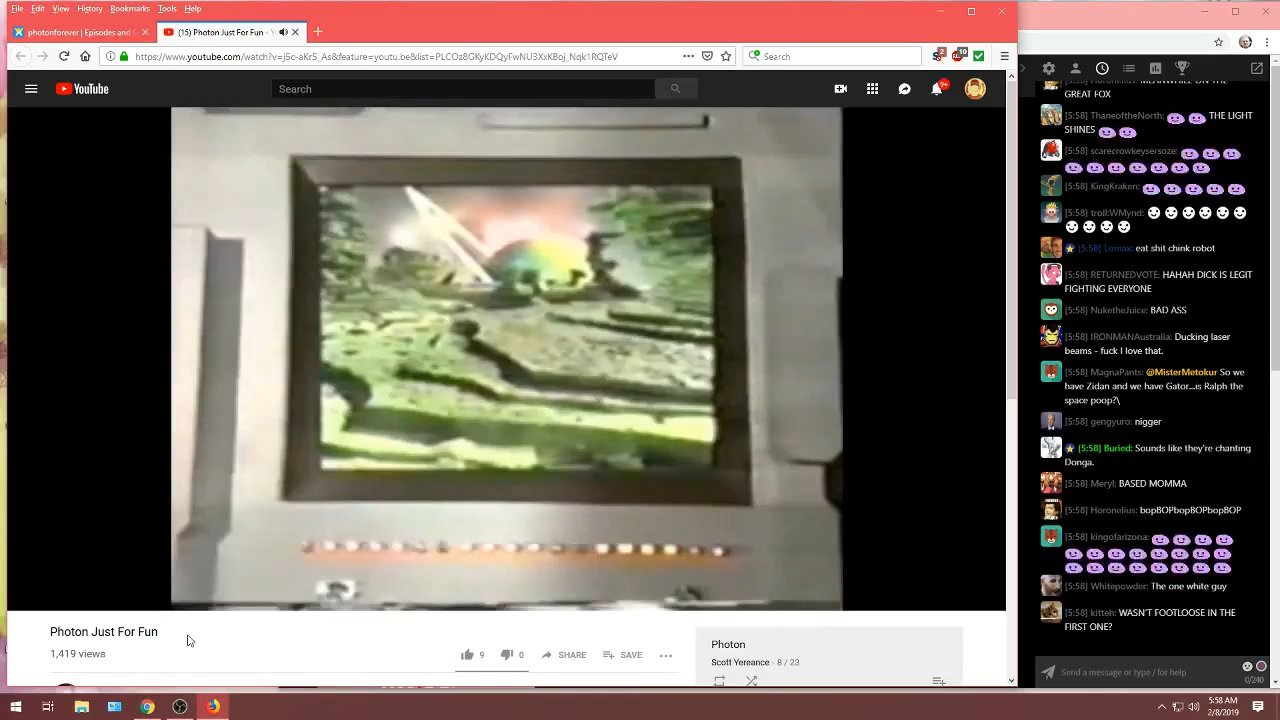 File Edit View History Bookmarks Tools Help
photonforever | Episodes and
(15) Photon Just For Fun -
https://www.youtube.com/watch?v=j5c-aKr5_As&feature=youtu.be&list=PLCOz8GKyKDQyFwNU3XxKBoj_Nqk1RQTeV
Search
2
10
YouTube
Search
9+
Photon Just For Fun
1,419 views
9
0
SHARE
SAVE
Photon
Scott Yereance - 8 / 23
GREAT FOX
[5:58] ThaneoftheNorth: THE LIGHT
SHINES
[5:58] scarecrowkeysersoze:
[5:58] KingKraken:
[5:58] troll:WMynd:
[5:58] Lomax: eat shit chink robot
[5:58] RETURNEDVOTE: HAHAH DICK IS LEGIT
FIGHTING EVERYONE
[5:58] NuketheJuice: BAD ASS
[5:58] IRONMANAustralia: Ducking laser
beams - fuck I love that.
[5:58] MagnaPants: @MisterMetokur So we
have Zidan and we have Gator...is Ralph the
space poop?\
[5:58] gengyuro: nigger
[5:58] Buried: Sounds like they're chanting
Donga.
[5:58] Meryl: BASED MOMMA
[5:58] Horonelius: bopBOPbopBOPbopBOP
[5:58] kingofarizona:
[5:58] Whitepowder: The one white guy
[5:58] kitteh: WASN'T FOOTLOOSE IN THE
FIRST ONE?
Send a message or type /for help
0/240
5:58 AM
2/8/2019